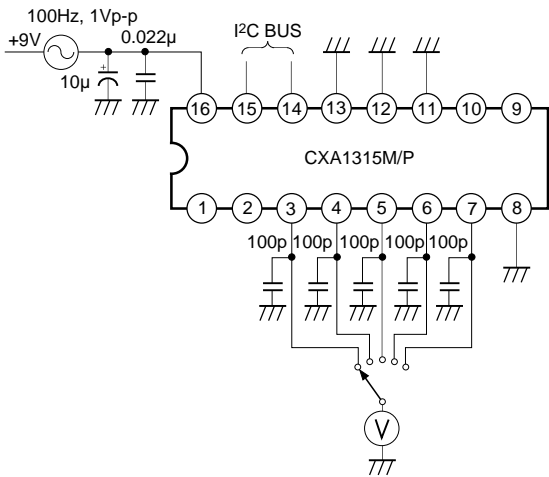 100Hz, 1Vp-p
+9V
0.022µ
I²C BUS
+
10µ
16 15 14 13 12 11 10 9
CXA1315M/P
1 2 3 4 5 6 7 8
100p 100p 100p 100p 100p
V